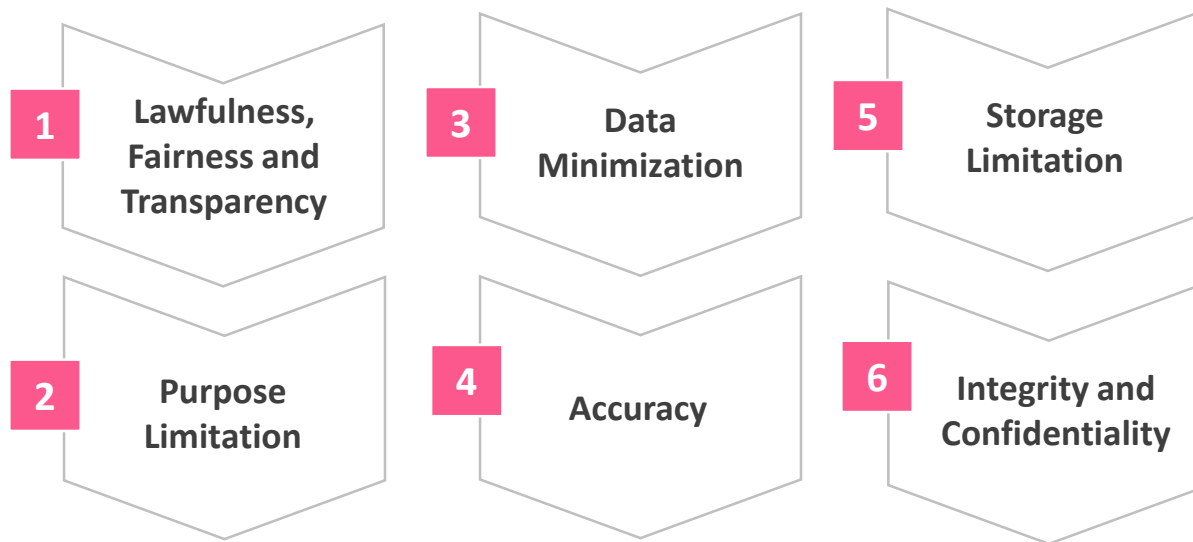 1
Lawfulness,
Fairness and
Transparency
2
Purpose
Limitation
3
Data
Minimization
4
Accuracy
5
Storage
Limitation
6
Integrity and
Confidentiality